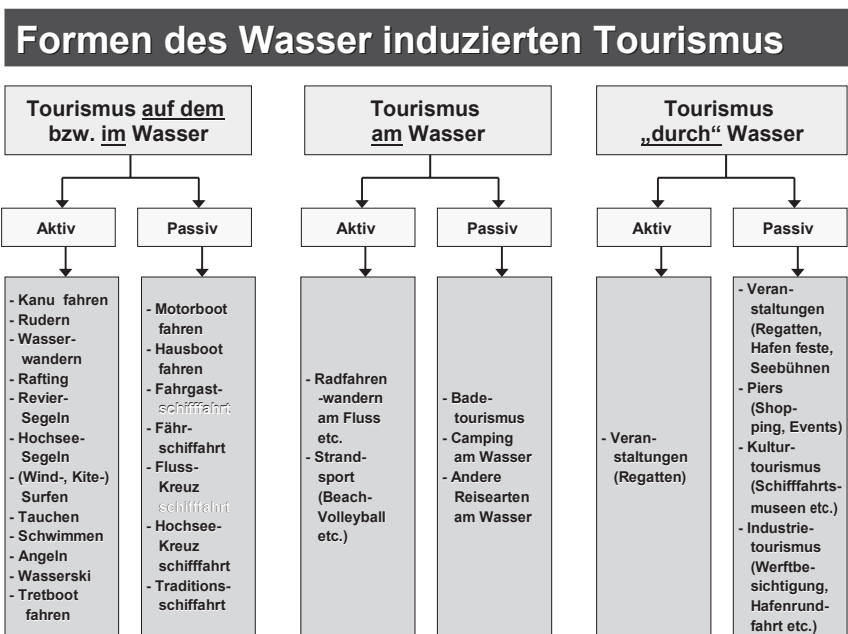 Formen des Wasser induzierten Tourismus
Tourismus auf dem
bzw. im Wasser
Aktiv
- Kanu fahren
- Rudern
- Wasser-
wandern
- Rafting
- Revier-
Segeln
- Hochsee-
Segeln
- (Wind-, Kite-)
Surfen
- Tauchen
- Schwimmen
- Angeln
- Wasserski
- Tretboot
fahren
Passiv
- Motorboot
fahren
- Hausboot
fahren
- Fahrgast-
schifffahrt
- Fähr-
schiffahrt
- Fluss-
Kreuz
schifffahrt
- Hochsee-
Kreuz
schifffahrt
- Traditions-
schiffahrt
Tourismus
am Wasser
Aktiv
- Radfahren
-wandern
am Fluss
etc.
- Strand-
sport
(Beach-
Volleyball
etc.)
Passiv
- Bade-
tourismus
- Camping
am Wasser
- Andere
Reisearten
am Wasser
Tourismus
„durch“ Wasser
Aktiv
- Veran-
staltungen
(Regatten)
Passiv
- Veran-
staltungen
(Regatten,
Hafen feste,
Seebühnen
- Piers
(Shop-
ping, Events)
- Kultur-
tourismus
(Schifffahrts-
museen etc.)
- Industrie-
tourismus
(Werftbe-
sichtigung,
Hafenrund-
fahrt etc.)